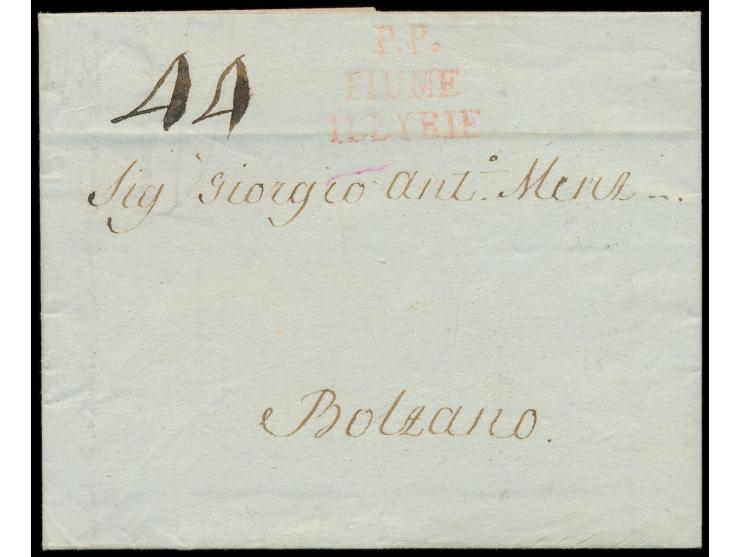 P.P.
FIUME
ILLYRIE
44
Sig.r Giorgio Ant.o Menz
Bolzano.